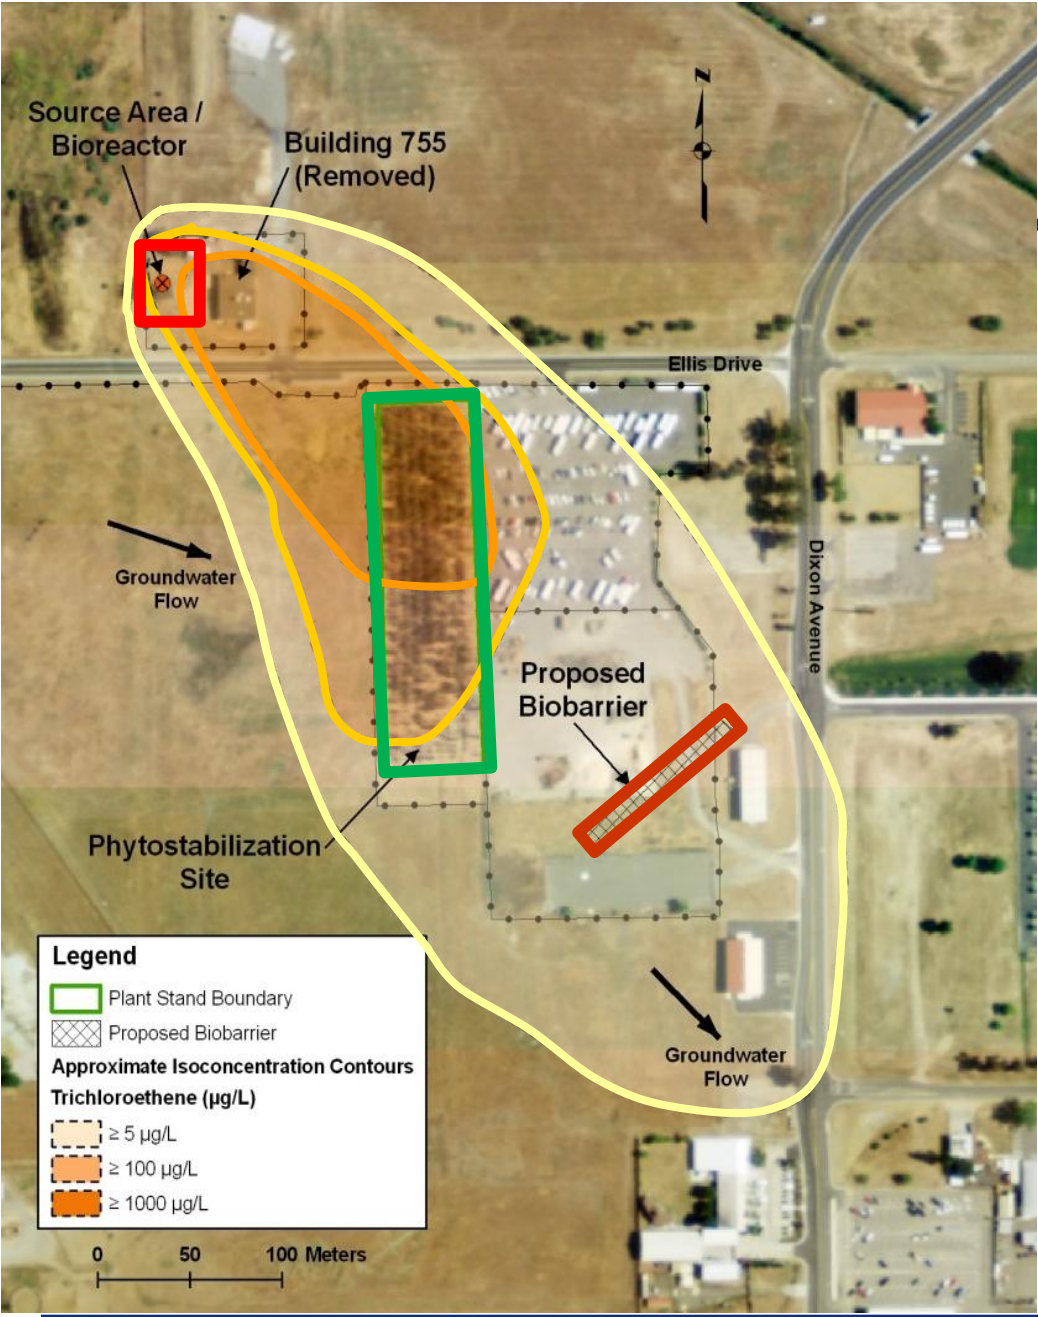 N
Source Area /
Bioreactor
Building 755
(Removed)
Ellis Drive
Groundwater
Flow
Dixon Avenue
Proposed
Biobarrier
Phytostabilization
Site
Groundwater
Flow
Legend
Plant Stand Boundary
Proposed Biobarrier
Approximate Isoconcentration Contours
Trichloroethene (µg/L)
≥ 5 µg/L
≥ 100 µg/L
≥ 1000 µg/L
0 50 100 Meters